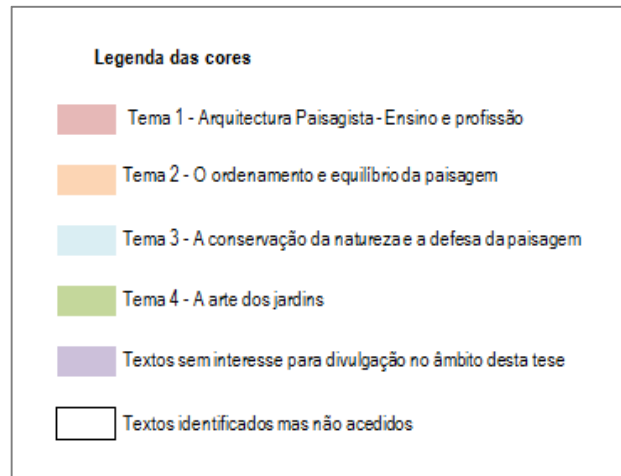 Legenda das cores
Tema 1 - Arquitectura Paisagista - Ensino e profissão
Tema 2 - O ordenamento e equilíbrio da paisagem
Tema 3 - A conservação da natureza e a defesa da paisagem
Tema 4 - A arte dos jardins
Textos sem interesse para divulgação no âmbito desta tese
Textos identificados mas não acedidos